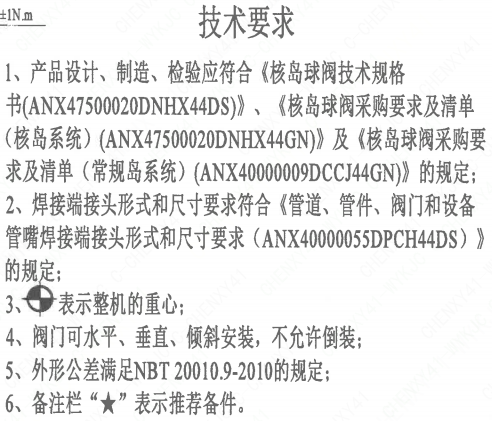 ±1N.m
技术要求
1、产品设计、制造、检验应符合《核岛球阀技术规格
书(ANX47500020DNHX44DS)》、《核岛球阀采购要求及清单
(核岛系统)(ANX47500020DNHX44GN)》及《核岛球阀采购要
求及清单(常规岛系统)(ANX40000009DCCJ44GN)》的规定;
2、焊接端接头形式和尺寸要求符合《管道、管件、阀门和设备
管嘴焊接端接头形式和尺寸要求(ANX40000055DPCH44DS)》
的规定;
3、表示整机的重心;
4、阀门可水平、垂直、倾斜安装，不允许倒装;
5、外形公差满足NBT 20010.9-2010的规定;
6、备注栏“★”表示推荐备件。